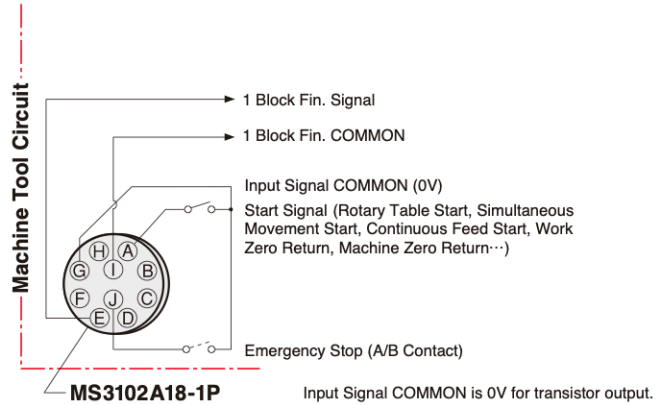 Machine Tool Circuit
1 Block Fin. Signal
1 Block Fin. COMMON
Input Signal COMMON (0V)
Start Signal (Rotary Table Start, Simultaneous
Movement Start, Continuous Feed Start, Work
Zero Return, Machine Zero Return⋯)
H A
G I B
F J C
E D
Emergency Stop (A/B Contact)
MS3102A18-1P
Input Signal COMMON is 0V for transistor output.